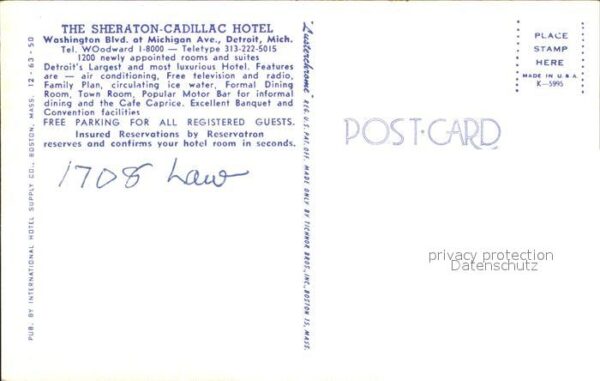 THE SHERATON-CADILLAC HOTEL
Washington Blvd. at Michigan Ave., Detroit, Mich.
Tel. WOodward 1-8000 — Teletype 313-222-5015
1200 newly appointed rooms and suites
Detroit's Largest and most luxurious Hotel. Features
are — air conditioning, Free television and radio,
Family Plan, circulating ice water, Formal Dining
Room, Town Room, Popular Motor Bar for informal
dining and the Cafe Caprice. Excellent Banquet and
Convention facilities
FREE PARKING FOR ALL REGISTERED GUESTS.
Insured Reservations by Reservatron
reserves and confirms your hotel room in seconds.
1708 Law
PUB. BY INTERNATIONAL HOTEL SUPPLY CO., BOSTON, MASS. 12-63-50
"Lusterchrome" REG. U.S. PAT. OFF. MADE ONLY BY TICHNOR BROS., INC., BOSTON 15, MASS.
POST-CARD
PLACE
STAMP
HERE
MADE IN U.S.A.
K-5995
privacy protection
Datenschutz